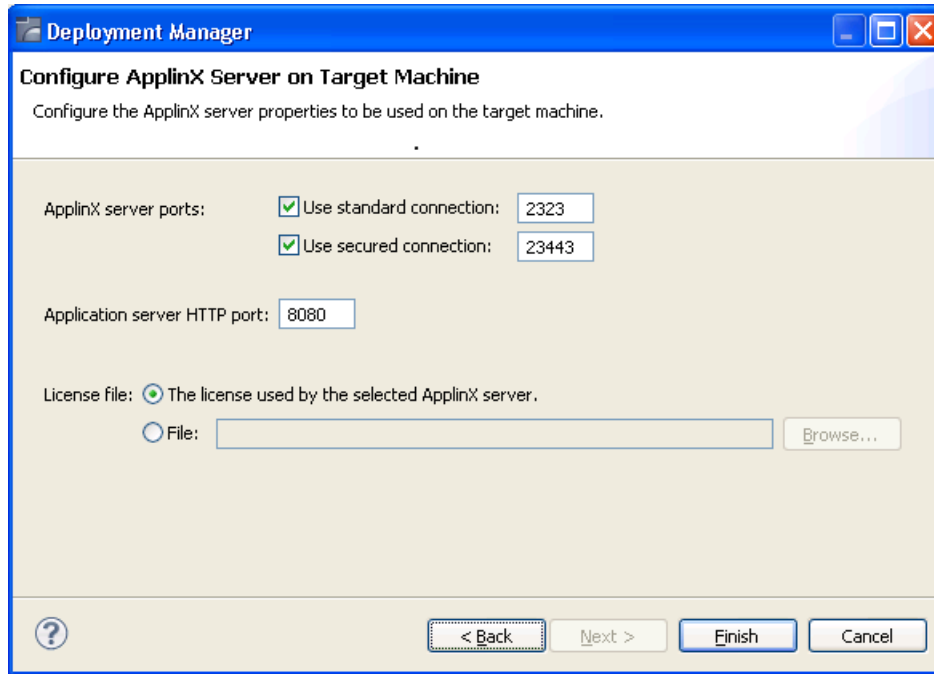 Deployment Manager
Configure ApplinX Server on Target Machine
Configure the ApplinX server properties to be used on the target machine.
ApplinX server ports: Use standard connection: 2323
Use secured connection: 23443
Application server HTTP port: 8080
License file: The license used by the selected ApplinX server.
File: Browse...
? < Back Next > Finish Cancel